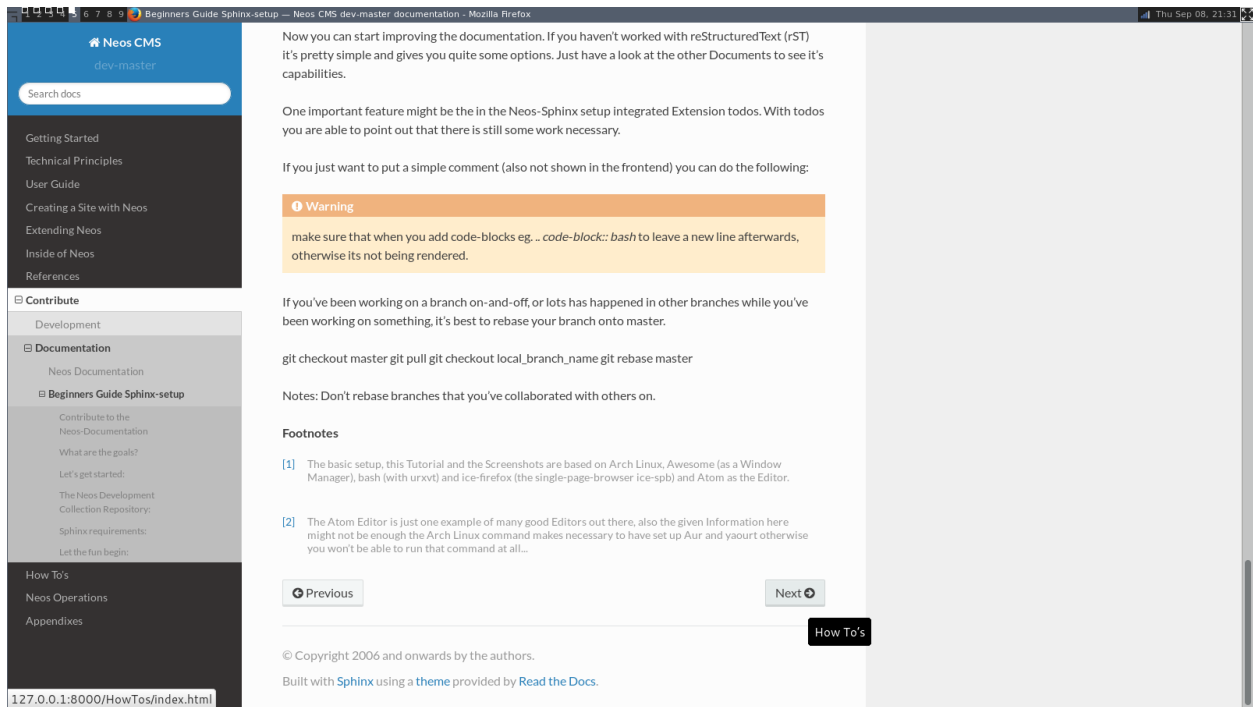 1 2 3 4 5 6 7 8 9 Beginners Guide Sphinx-setup — Neos CMS dev-master documentation - Mozilla Firefox
Thu Sep 08, 21:31
Neos CMS
dev-master
Search docs
Getting Started
Technical Principles
User Guide
Creating a Site with Neos
Extending Neos
Inside of Neos
References
Contribute
Development
Documentation
Neos Documentation
Beginners Guide Sphinx-setup
Contribute to the
Neos-Documentation
What are the goals?
Let's get started:
The Neos Development
Collection Repository:
Sphinx requirements:
Let the fun begin:
How To's
Neos Operations
Appendixes
127.0.0.1:8000/HowTos/index.html
Now you can start improving the documentation. If you haven't worked with reStructuredText (rST)
it's pretty simple and gives you quite some options. Just have a look at the other Documents to see it's
capabilities.
One important feature might be the in the Neos-Sphinx setup integrated Extension todos. With todos
you are able to point out that there is still some work necessary.
If you just want to put a simple comment (also not shown in the frontend) you can do the following:
Warning
make sure that when you add code-blocks eg. .. code-block:: bash to leave a new line afterwards,
otherwise its not being rendered.
If you've been working on a branch on-and-off, or lots has happened in other branches while you've
been working on something, it's best to rebase your branch onto master.
git checkout master git pull git checkout local_branch_name git rebase master
Notes: Don't rebase branches that you've collaborated with others on.
Footnotes
[1] The basic setup, this Tutorial and the Screenshots are based on Arch Linux, Awesome (as a Window
Manager), bash (with urxvt) and ice-firefox (the single-page-browser ice-spb) and Atom as the Editor.
[2] The Atom Editor is just one example of many good Editors out there, also the given Information here
might not be enough the Arch Linux command makes necessary to have set up Aur and yaourt otherwise
you won't be able to run that command at all...
Previous
Next
How To's
© Copyright 2006 and onwards by the authors.
Built with Sphinx using a theme provided by Read the Docs.